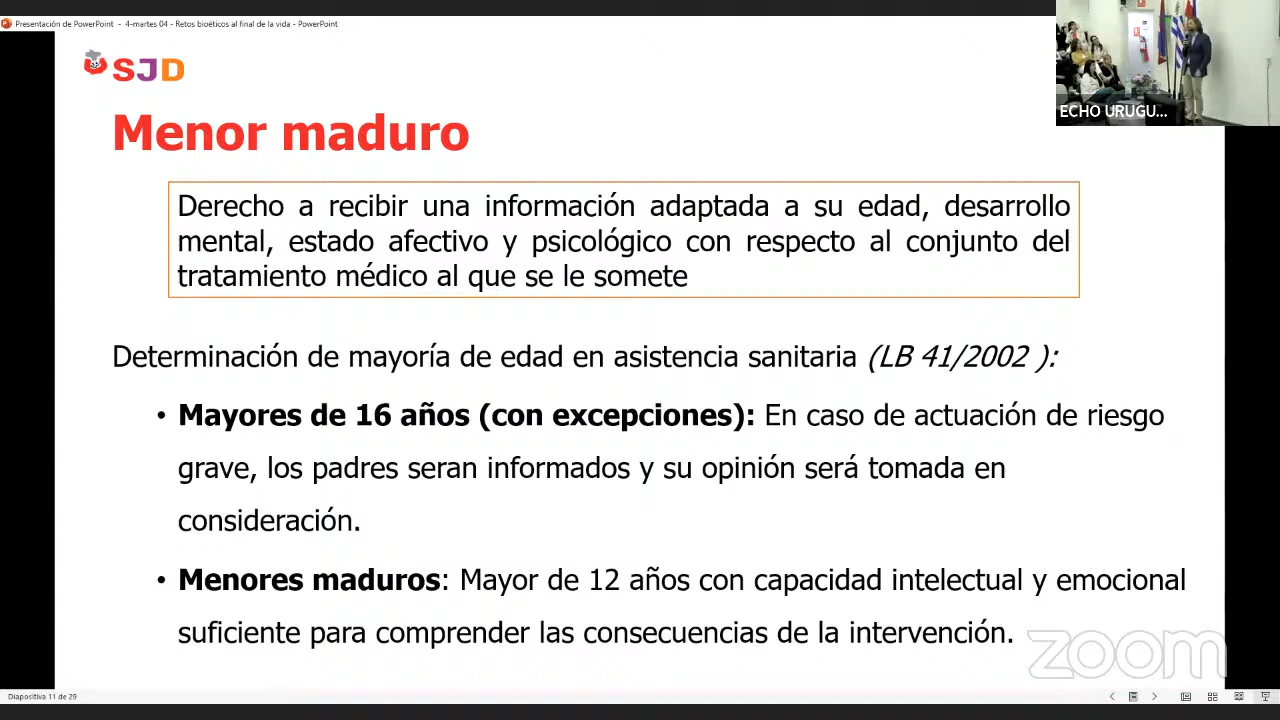 Presentación de PowerPoint - 4-martes 04 - Retos bioéticos al final de la vida - PowerPoint
SJD
ECHO URUGU...
Menor maduro
Derecho a recibir una información adaptada a su edad, desarrollo
mental, estado afectivo y psicológico con respecto al conjunto del
tratamiento médico al que se le somete
Determinación de mayoría de edad en asistencia sanitaria (LB 41/2002 ):
• Mayores de 16 años (con excepciones): En caso de actuación de riesgo
grave, los padres seran informados y su opinión será tomada en
consideración.
• Menores maduros: Mayor de 12 años con capacidad intelectual y emocional
suficiente para comprender las consecuencias de la intervención.
zoom
Diapositiva 11 de 29